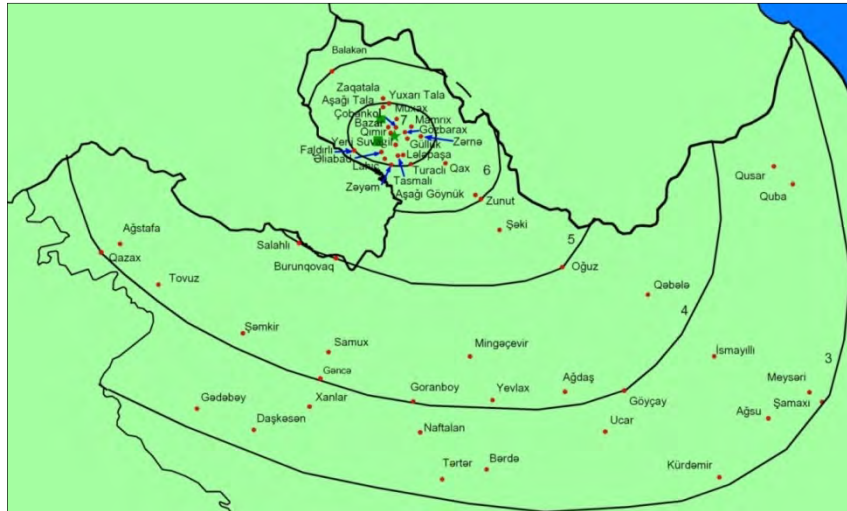 Balakən
Zaqatala
Yuxarı Tala
Aşağı Tala
Muxax
Çobankol
7
Mamrıx
Bazar
Gözbarax
Qımır
Zərnə
Yeni Suvagil
Güllük
Faldırlı
Ləlapaşa
Əliabad
Lahıc
Turaclı
Qax
6
Zəyəm
Tasmalı
Aşağı Göynük
Zunut
Qusar
Quba
Şəki
Ağstafa
Salahlı
5
Qazax
Burunqovaq
Oğuz
Tovuz
Qəbələ
4
Şəmkir
Samux
Mingəçevir
İsmayıllı
3
Gəncə
Gədəbəy
Xanlar
Goranboy
Yevlax
Ağdaş
Göyçay
Meysəri
Şamaxı
Ağsu
Daşkəsən
Naftalan
Ucar
Tərtər
Bərdə
Kürdəmir